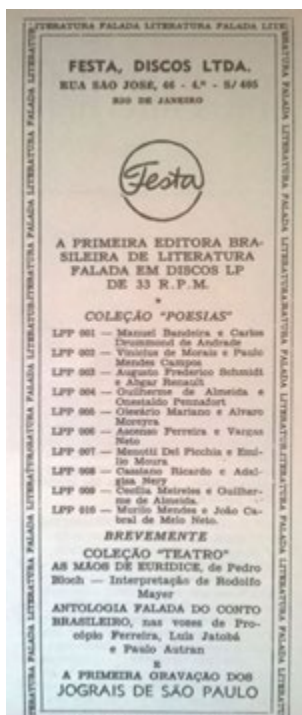 LITERATURA FALADA LITERATURA FALADA LITERATURA FALADA
FESTA, DISCOS LTDA.
RUA SÃO JOSÉ, 46 - 4.º - S/ 405
RIO DE JANEIRO
Festa
A PRIMEIRA EDITORA BRA-
SILEIRA DE LITERATURA
FALADA EM DISCOS LP
DE 33 R.P.M.
*
COLEÇÃO "POESIAS"
LPP 001 — Manuel Bandeira e Carlos
Drummond de Andrade
LPP 002 — Vinicius de Morais e Paulo
Mendes Campos
LPP 003 — Augusto Frederico Schmidt
e Abgar Renault
LPP 004 — Guilherme de Almeida e
Onestaldo Pennafort
LPP 005 — Olegário Mariano e Alvaro
Moreyra
LPP 006 — Ascenso Ferreira e Vargas
Neto
LPP 007 — Menotti Del Picchia e Emi-
lio Moura
LPP 008 — Cassiano Ricardo e Adal-
gisa Nery
LPP 009 — Cecília Meireles e Guilher-
me de Almeida.
LPP 010 — Murilo Mendes e João Ca-
bral de Melo Neto.
BREVEMENTE
COLEÇÃO "TEATRO"
AS MÃOS DE EURIDICE, de Pedro
Bloch — Interpretação de Rodolfo
Mayer
ANTOLOGIA FALADA DO CONTO
BRASILEIRO, nas vozes de Pro-
cópio Ferreira, Luis Jatobá
e Paulo Autran
E
A PRIMEIRA GRAVAÇÃO DOS
JOGRAIS DE SÃO PAULO